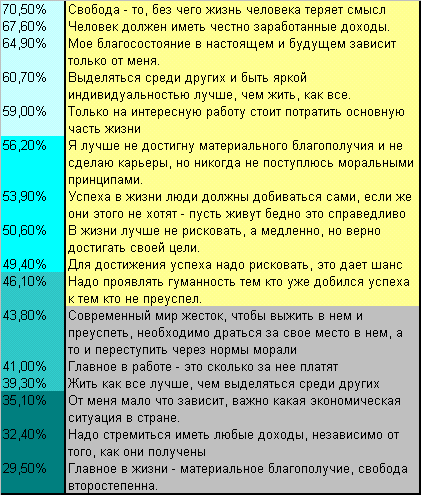 70,50% Свобода - то, без чего жизнь человека теряет смысл
67,60% Человек должен иметь честно заработанные доходы.
64,90% Мое благосостояние в настоящем и будущем зависит
только от меня.
60,70% Выделяться среди других и быть яркой
индивидуальностью лучше, чем жить, как все.
59,00% Только на интересную работу стоит потратить основную
часть жизни
56,20% Я лучше не достигну материального благополучия и не
сделаю карьеры, но никогда не поступлюсь моральными
принципами.
53,90% Успеха в жизни люди должны добиваться сами, если же
они этого не хотят - пусть живут бедно это справедливо
50,60% В жизни лучше не рисковать, а медленно, но верно
достигать своей цели.
49,40% Для достижения успеха надо рисковать, это дает шанс
46,10% Надо проявлять гуманность тем кто уже добился успеха
к тем кто не преуспел.
43,80% Современный мир жесток, чтобы выжить в нем и
преуспеть, необходимо драться за свое место в нем, а
то и переступить через нормы морали
41,00% Главное в работе - это сколько за нее платят
39,30% Жить как все лучше, чем выделяться среди других
35,10% От меня мало что зависит, важно какая экономическая
ситуация в стране.
32,40% Надо стремиться иметь любые доходы, независимо от
того, как они получены
29,50% Главное в жизни - материальное благополучие, свобода
второстепенна.